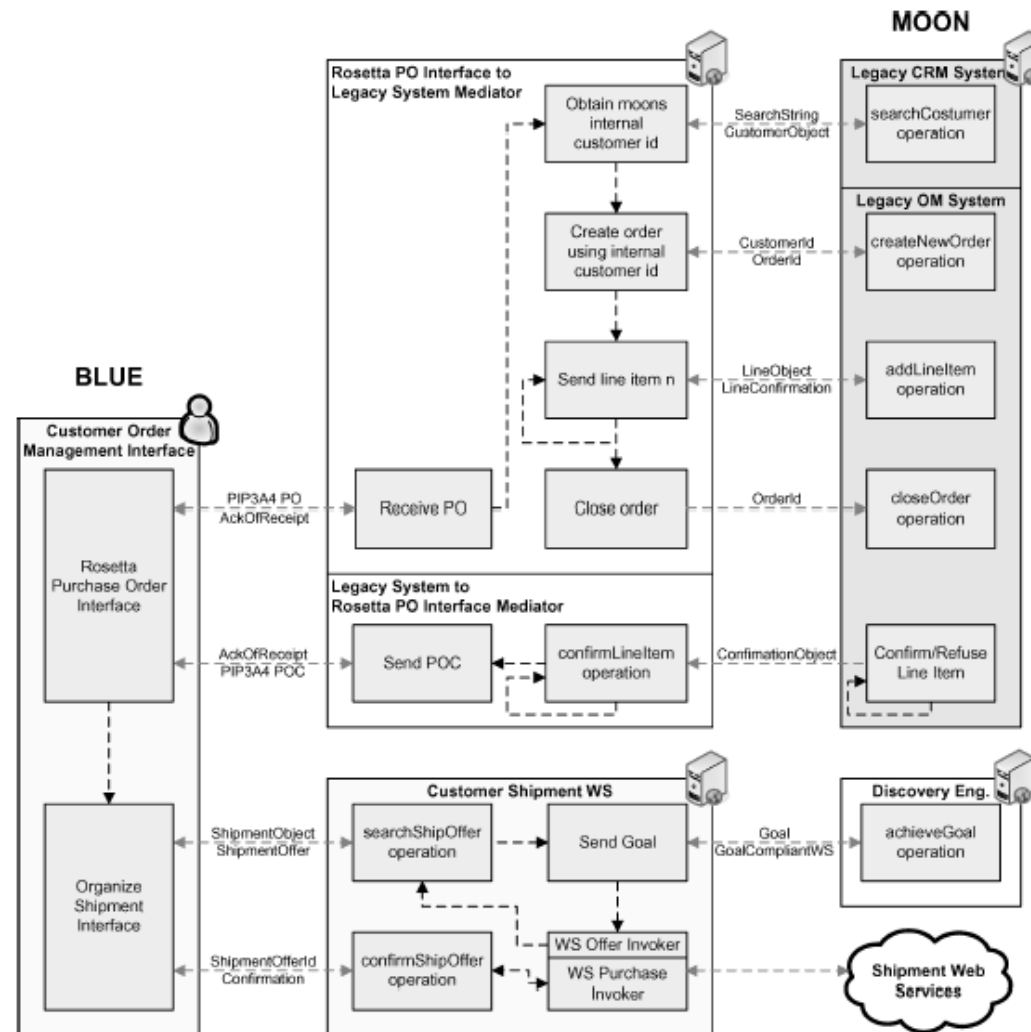 MOON
Rosetta PO Interface to
Legacy System Mediator
Obtain moons
internal
customer id
SearchString
CustomerObject
Legacy CRM System
searchCostumer
operation
Create order
using internal
customer id
CustomerId
OrderId
Legacy OM System
createNewOrder
operation
Send line item n
LineObject
LineConfirmation
addLineItem
operation
BLUE
Customer Order
Management Interface
Rosetta
Purchase Order
Interface
PIP3A4 PO
AckOfReceipt
Receive PO
Close order
OrderId
closeOrder
operation
Legacy System to
Rosetta PO Interface Mediator
AckOfReceipt
PIP3A4 POC
Send POC
confirmLineItem
operation
ConfimationObject
Confirm/Refuse
Line Item
Customer Shipment WS
Discovery Eng.
Organize
Shipment
Interface
ShipmentObject
ShipmentOffer
searchShipOffer
operation
Send Goal
Goal
GoalCompliantWS
achieveGoal
operation
ShipmentOfferId
Confirmation
confirmShipOffer
operation
WS Offer Invoker
WS Purchase
Invoker
Shipment Web
Services